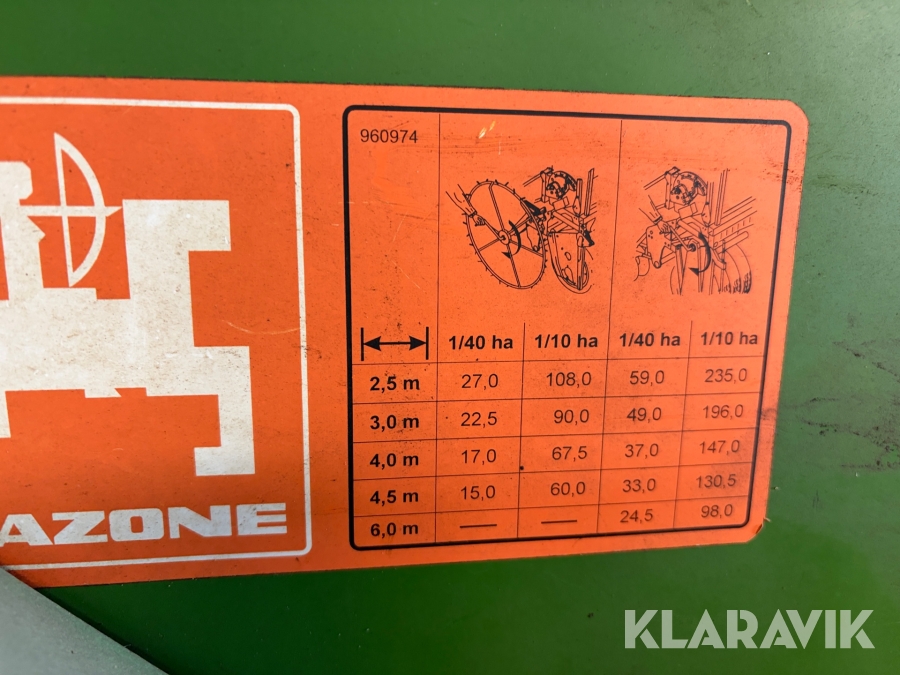 960974
1/40 ha 1/10 ha 1/40 ha 1/10 ha
2,5 m 27,0 108,0 59,0 235,0
3,0 m 22,5 90,0 49,0 196,0
4,0 m 17,0 67,5 37,0 147,0
4,5 m 15,0 60,0 33,0 130,5
6,0 m — — 24,5 98,0
AZONE
KLARAVIK